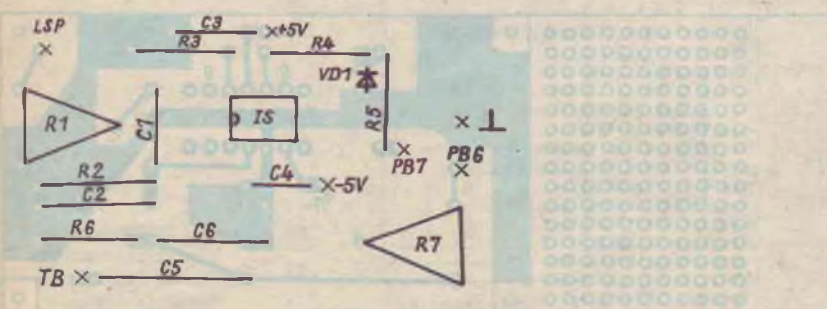 LSP
C3
+5V
R3
R4
VD1
R1
C1
IS
R5
PB7
PB6
R2
C4
-5V
C2
R6
C6
R7
TB
C5